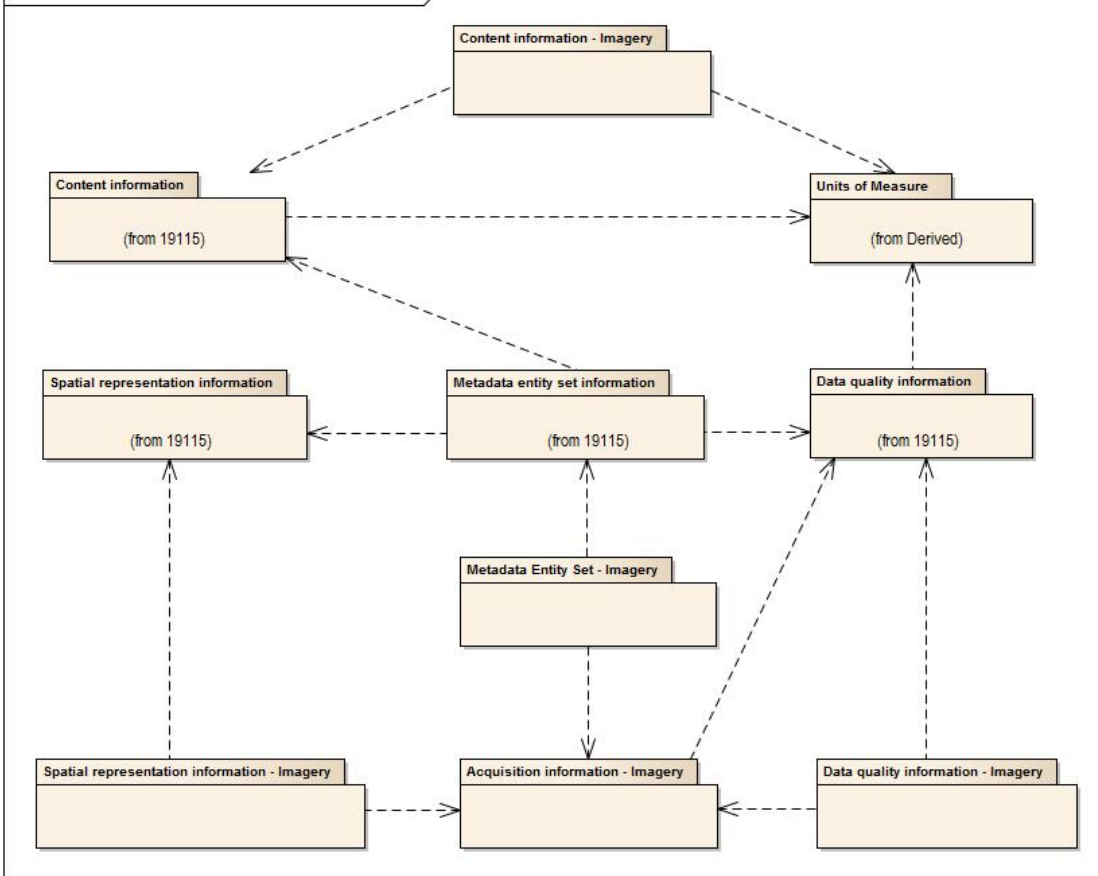 Content information - Imagery
Content information
(from 19115)
Units of Measure
(from Derived)
Spatial representation information
(from 19115)
Metadata entity set information
(from 19115)
Data quality information
(from 19115)
Metadata Entity Set - Imagery
Spatial representation information - Imagery
Acquisition information - Imagery
Data quality information - Imagery